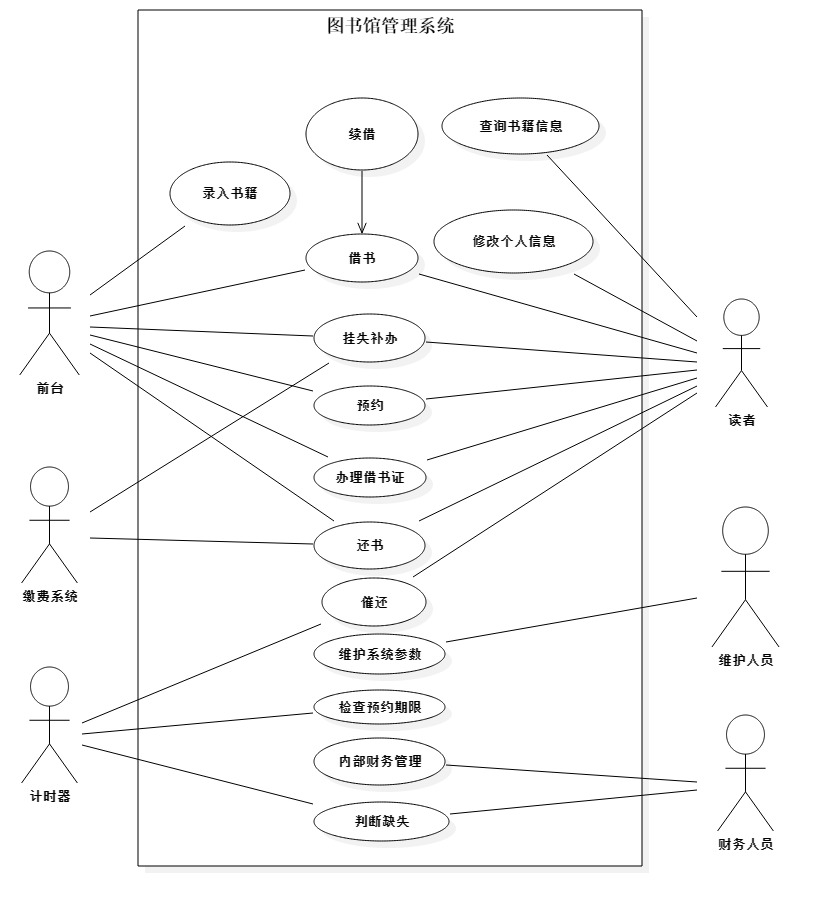 图书馆管理系统
续借
查询书籍信息
录入书籍
修改个人信息
借书
挂失补办
前台
预约
读者
办理借书证
还书
缴费系统
催还
维护系统参数
维护人员
检查预约期限
内部财务管理
计时器
判断缺失
财务人员